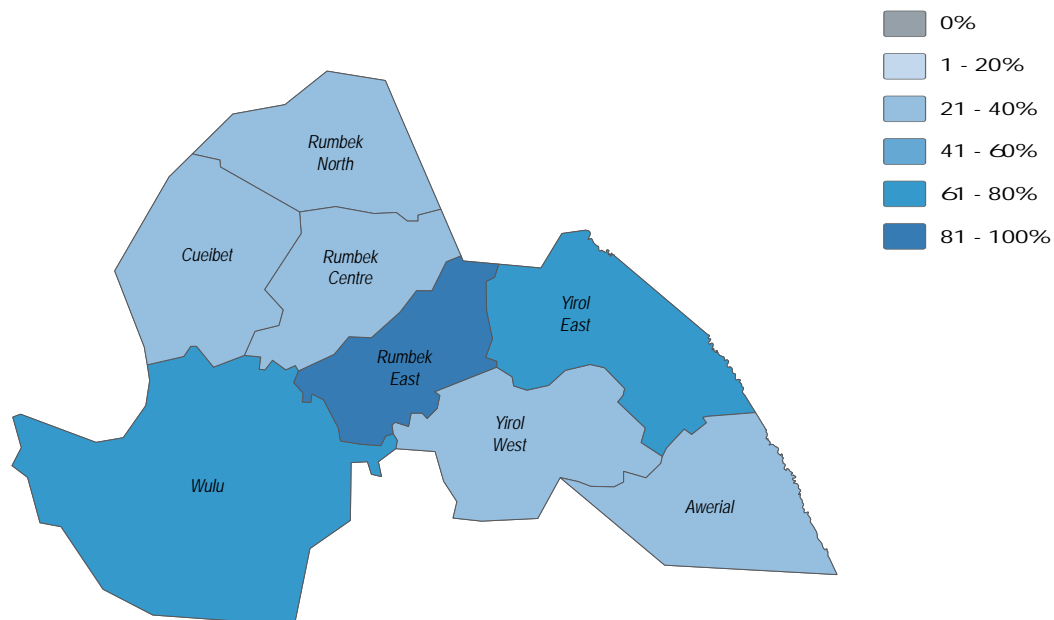 0%
1 - 20%
21 - 40%
41 - 60%
61 - 80%
81 - 100%
Rumbek
North
Cueibet
Rumbek
Centre
Yirol
East
Rumbek
East
Yirol
West
Wulu
Awerial